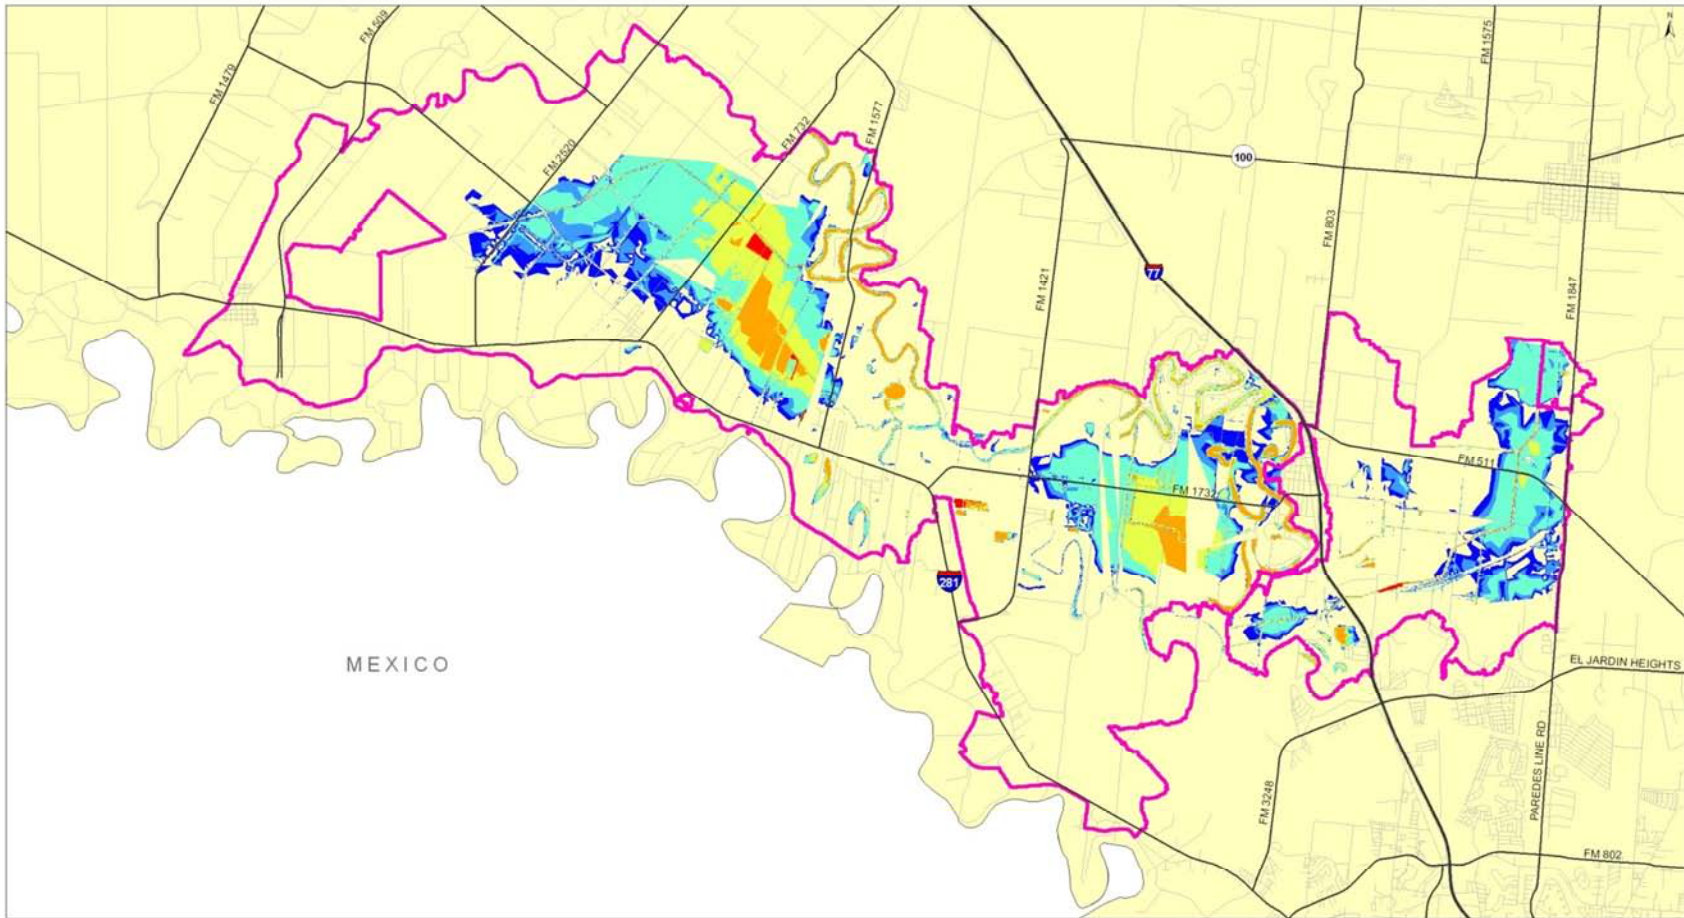 N
FM 509
FM 1479
FM 1575
FM 732
FM 1577
FM 2520
100
FM 803
77
FM 1421
FM 1847
FM 511
FM 1732
281
MEXICO
EL JARDIN HEIGHTS
PAREDES LINE RD
FM 3248
FM 802